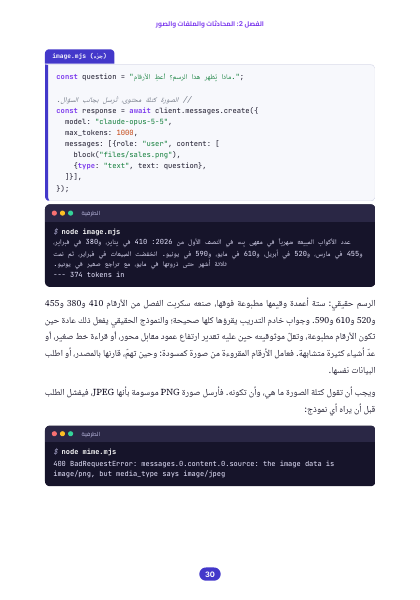 الفصل 2: المحادثات والملفات والصور
image.mjs (جزء)
const question = "ماذا يُظهر هذا الرسم؟ أعطِ الأرقام.";
// الصورة كتلة محتوى، تُرسل بجانب السؤال.
const response = await client.messages.create({
model: "claude-opus-5-5",
max_tokens: 1000,
messages: [{role: "user", content: [
block("files/sales.png"),
{type: "text", text: question},
]}],
});
الطرفية
$ node image.mjs
عدد الأكواب المبيعة شهرياً في مقهى بِيه في النصف الأول من 2026: 410 في يناير، و380 في فبراير،
و455 في مارس، و520 في أبريل، و610 في مايو، و590 في يونيو. انخفضت المبيعات في فبراير، ثم نمت
ثلاثة أشهر حتى ذروتها في مايو، مع تراجع صغير في يونيو.
--- 374 tokens in
الرسم حقيقي: ستة أعمدة وقيمها مطبوعة فوقها، صنعه سكربت الفصل من الأرقام 410 و380 و455
و520 و610 و590. وجواب خادم التدريب يقرؤها كلها صحيحة؛ والنموذج الحقيقي يفعل ذلك عادة حين
تكون الأرقام مطبوعة، وتقل موثوقيته حين عليه تقدير ارتفاع عمود مقابل محور، أو قراءة خط صغير، أو
عدّ أشياء كثيرة متشابهة. فعامل الأرقام المقروءة من صورة كمسودة: وحين تهمّ، قارنها بالمصدر، أو اطلب
البيانات نفسها.
ويجب أن تقول كتلة الصورة ما هي، وأن تكونه. فأرسل صورة PNG موسومة بأنها JPEG، فيفشل الطلب
قبل أن يراه أي نموذج:
الطرفية
$ node mime.mjs
400 BadRequestError: messages.0.content.0.source: the image data is
image/png, but media_type says image/jpeg
30